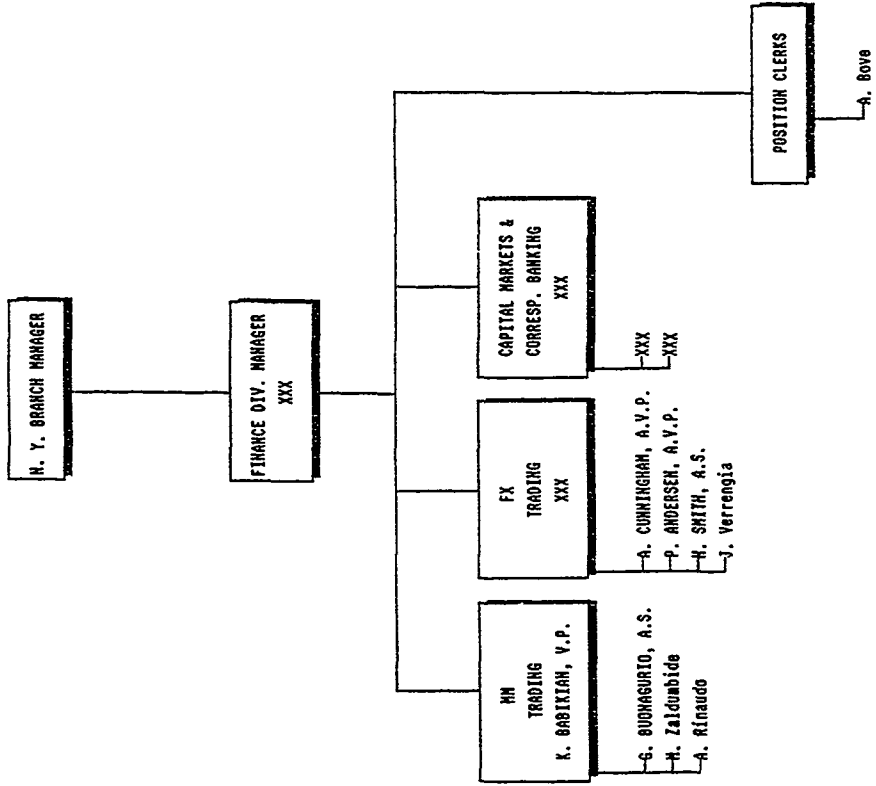 N. Y. BRANCH MANAGER
FINANCE DIV. MANAGER
XXX
MM
TRADING
K. BABIXIAN, V.P.
G. BUONAGURIO, A.S.
M. Zaldumbide
A. Rinaudo
FX
TRADING
XXX
A. CUNNINGHAM, A.V.P.
P. ANDERSEN, A.V.P.
H. SMITH, A.S.
J. Verrengia
CAPITAL MARKETS &
CORRESP. BANKING
XXX
XXX
XXX
POSITION CLERKS
A. Bove